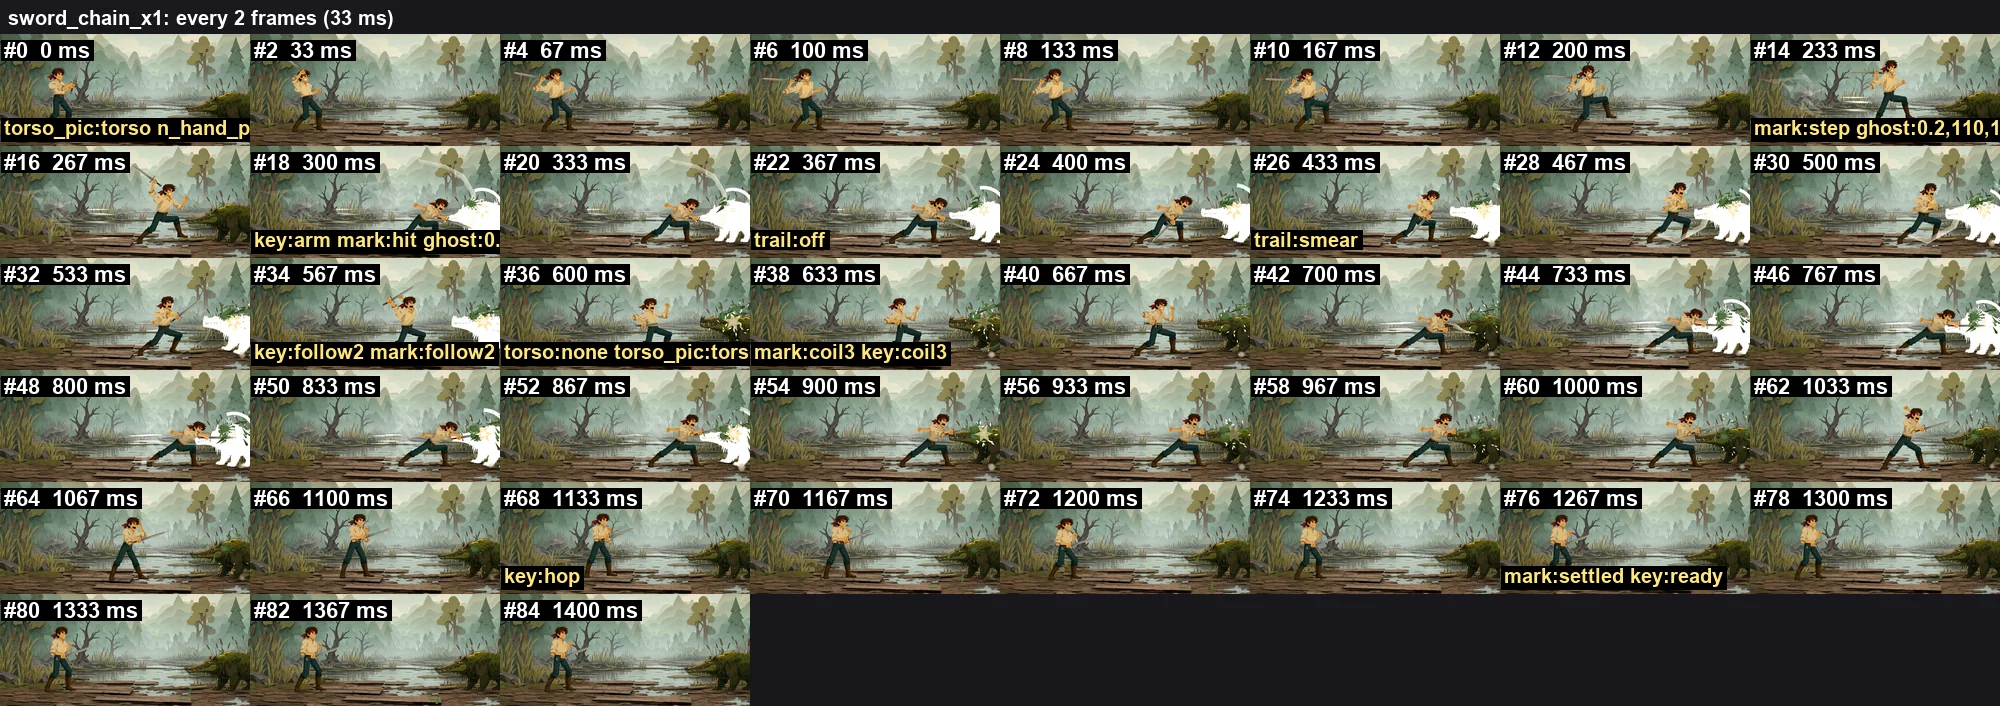 sword_chain_x1: every 2 frames (33 ms)
#0 0 ms
#2 33 ms
#4 67 ms
#6 100 ms
#8 133 ms
#10 167 ms
#12 200 ms
#14 233 ms
torso_pic:torso n_hand_p
mark:step ghost:0.2,110,1
#16 267 ms
#18 300 ms
#20 333 ms
#22 367 ms
#24 400 ms
#26 433 ms
#28 467 ms
#30 500 ms
key:arm mark:hit ghost:0.
trail:off
trail:smear
#32 533 ms
#34 567 ms
#36 600 ms
#38 633 ms
#40 667 ms
#42 700 ms
#44 733 ms
#46 767 ms
key:follow2 mark:follow2
torso:none torso_pic:tors
mark:coil3 key:coil3
#48 800 ms
#50 833 ms
#52 867 ms
#54 900 ms
#56 933 ms
#58 967 ms
#60 1000 ms
#62 1033 ms
#64 1067 ms
#66 1100 ms
#68 1133 ms
#70 1167 ms
#72 1200 ms
#74 1233 ms
#76 1267 ms
#78 1300 ms
key:hop
mark:settled key:ready
#80 1333 ms
#82 1367 ms
#84 1400 ms